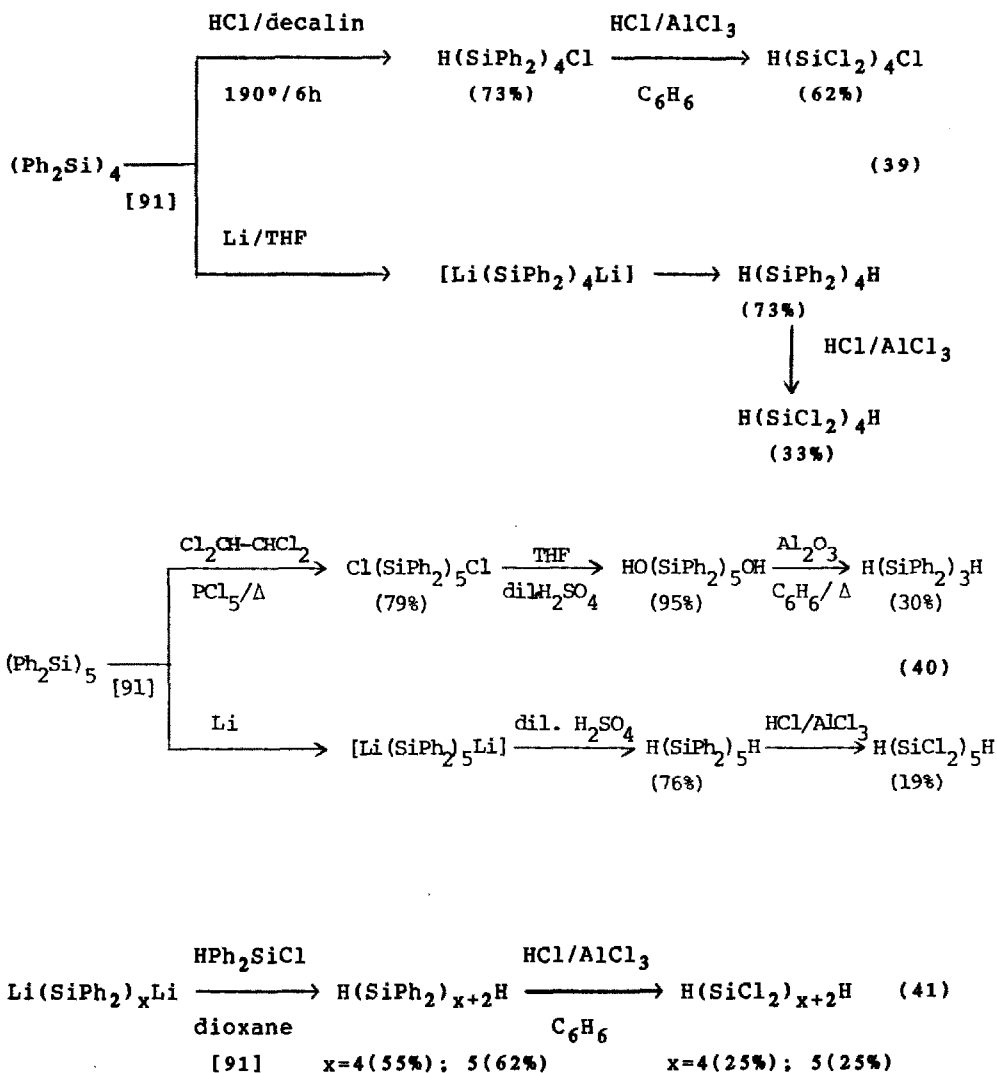 HCl/decalin HCl/AlCl3
H(SiPh2)4Cl H(SiCl2)4Cl
190º/6h (73%) C6H6 (62%)
(Ph2Si)4 (39)
[91]
Li/THF
[Li(SiPh2)4Li] H(SiPh2)4H
(73%)
HCl/AlCl3
H(SiCl2)4H
(33%)
Cl2CH-CHCl2 THF Al2O3
Cl(SiPh2)5Cl HO(SiPh2)5OH H(SiPh2)3H
PCl5/Δ (79%) dil.H2SO4 (95%) C6H6/Δ (30%)
(Ph2Si)5 (40)
[91]
Li dil. H2SO4 HCl/AlCl3
[Li(SiPh2)5Li] H(SiPh2)5H H(SiCl2)5H
(76%) (19%)
HPh2SiCl HCl/AlCl3
Li(SiPh2)xLi H(SiPh2)x+2H H(SiCl2)x+2H (41)
dioxane C6H6
[91] x=4(55%); 5(62%) x=4(25%); 5(25%)